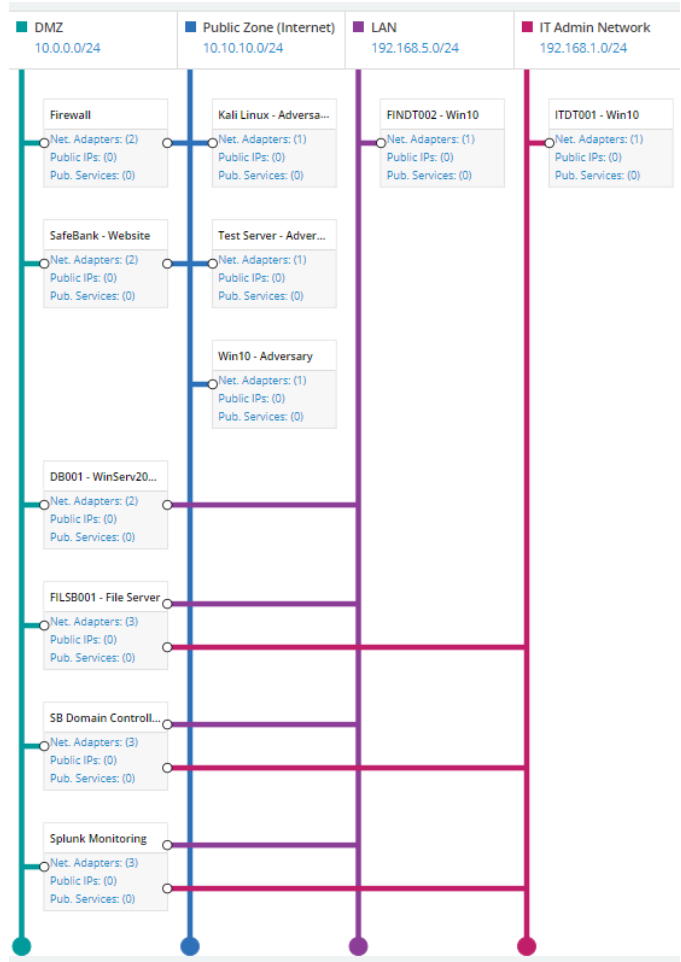 DMZ
10.0.0.0/24
Public Zone (Internet)
10.10.10.0/24
LAN
192.168.5.0/24
IT Admin Network
192.168.1.0/24
Firewall
Net. Adapters: (2)
Public IPs: (0)
Pub. Services: (0)
Kali Linux - Adversa...
Net. Adapters: (1)
Public IPs: (0)
Pub. Services: (0)
FINDT002 - Win10
Net. Adapters: (1)
Public IPs: (0)
Pub. Services: (0)
ITDT001 - Win10
Net. Adapters: (1)
Public IPs: (0)
Pub. Services: (0)
SafeBank - Website
Net. Adapters: (2)
Public IPs: (0)
Pub. Services: (0)
Test Server - Adver...
Net. Adapters: (1)
Public IPs: (0)
Pub. Services: (0)
Win10 - Adversary
Net. Adapters: (1)
Public IPs: (0)
Pub. Services: (0)
DB001 - WinServ20...
Net. Adapters: (2)
Public IPs: (0)
Pub. Services: (0)
FILSB001 - File Server
Net. Adapters: (3)
Public IPs: (0)
Pub. Services: (0)
SB Domain Controll...
Net. Adapters: (3)
Public IPs: (0)
Pub. Services: (0)
Splunk Monitoring
Net. Adapters: (3)
Public IPs: (0)
Pub. Services: (0)